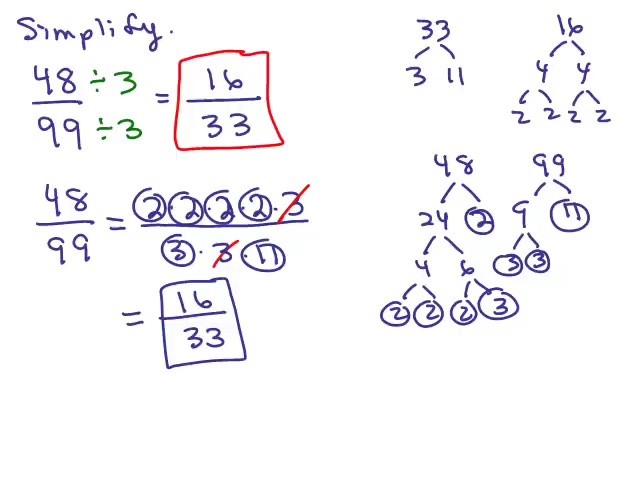 Simplify.
48 ÷ 3 = 16
99 ÷ 3 33
48 = 2 · 2 · 2 · 2 · 3
99 3 · 3 · 11
= 16
33
33
3 11
16
4 4
2 2 2 2
48
24 2
4 6
2 2 2 3
99
9 11
3 3